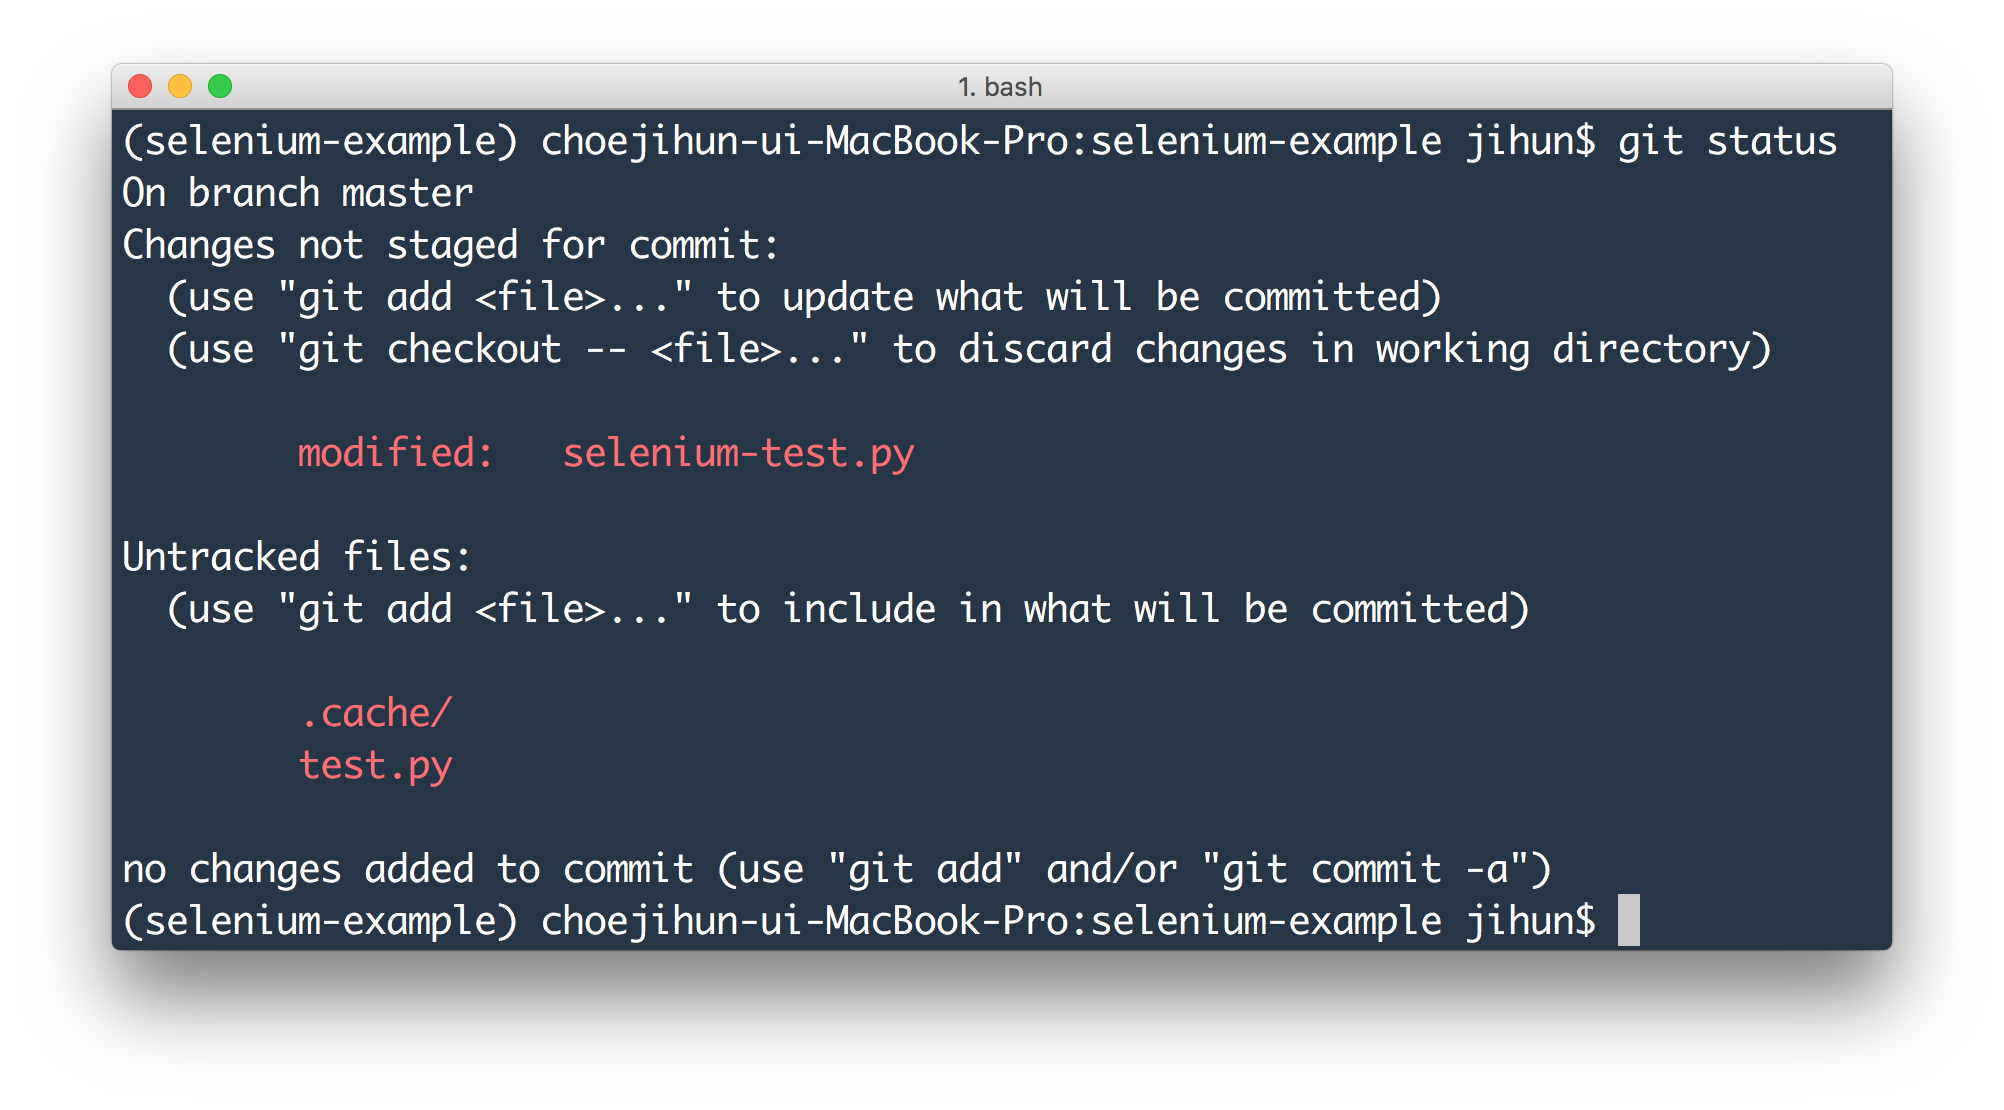 1. bash
(selenium-example) choejihun-ui-MacBook-Pro:selenium-example jihun$ git status
On branch master
Changes not staged for commit:
  (use "git add <file>..." to update what will be committed)
  (use "git checkout -- <file>..." to discard changes in working directory)
        modified:   selenium-test.py
Untracked files:
  (use "git add <file>..." to include in what will be committed)
        .cache/
        test.py
no changes added to commit (use "git add" and/or "git commit -a")
(selenium-example) choejihun-ui-MacBook-Pro:selenium-example jihun$